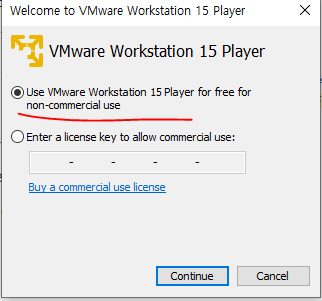 Welcome to VMware Workstation 15 Player
VMware Workstation 15 Player
Use VMware Workstation 15 Player for free for
non-commercial use
Enter a license key to allow commercial use:
- - - -
Buy a commercial use license
Continue Cancel